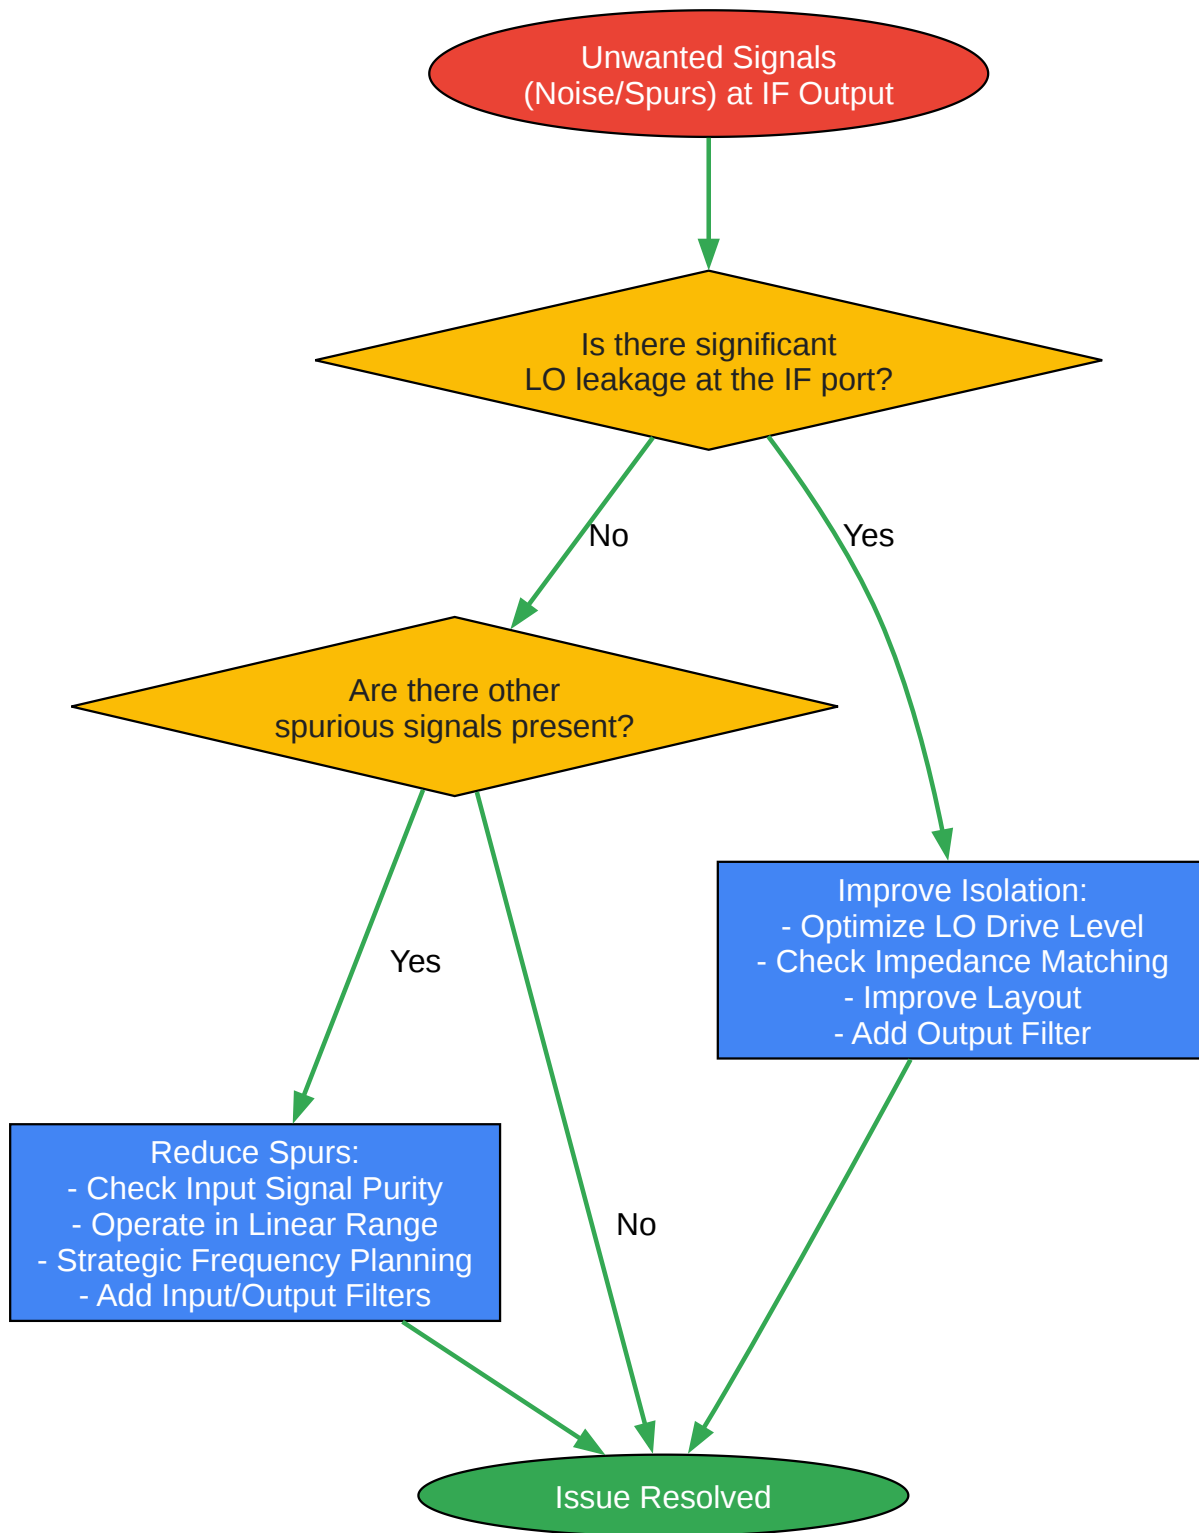 Unwanted Signals
(Noise/Spurs) at IF Output
Is there significant
LO leakage at the IF port?
No
Yes
Are there other
spurious signals present?
Improve Isolation:
- Optimize LO Drive Level
- Check Impedance Matching
- Improve Layout
- Add Output Filter
Yes
Reduce Spurs:
- Check Input Signal Purity
- Operate in Linear Range
- Strategic Frequency Planning
- Add Input/Output Filters
No
Issue Resolved